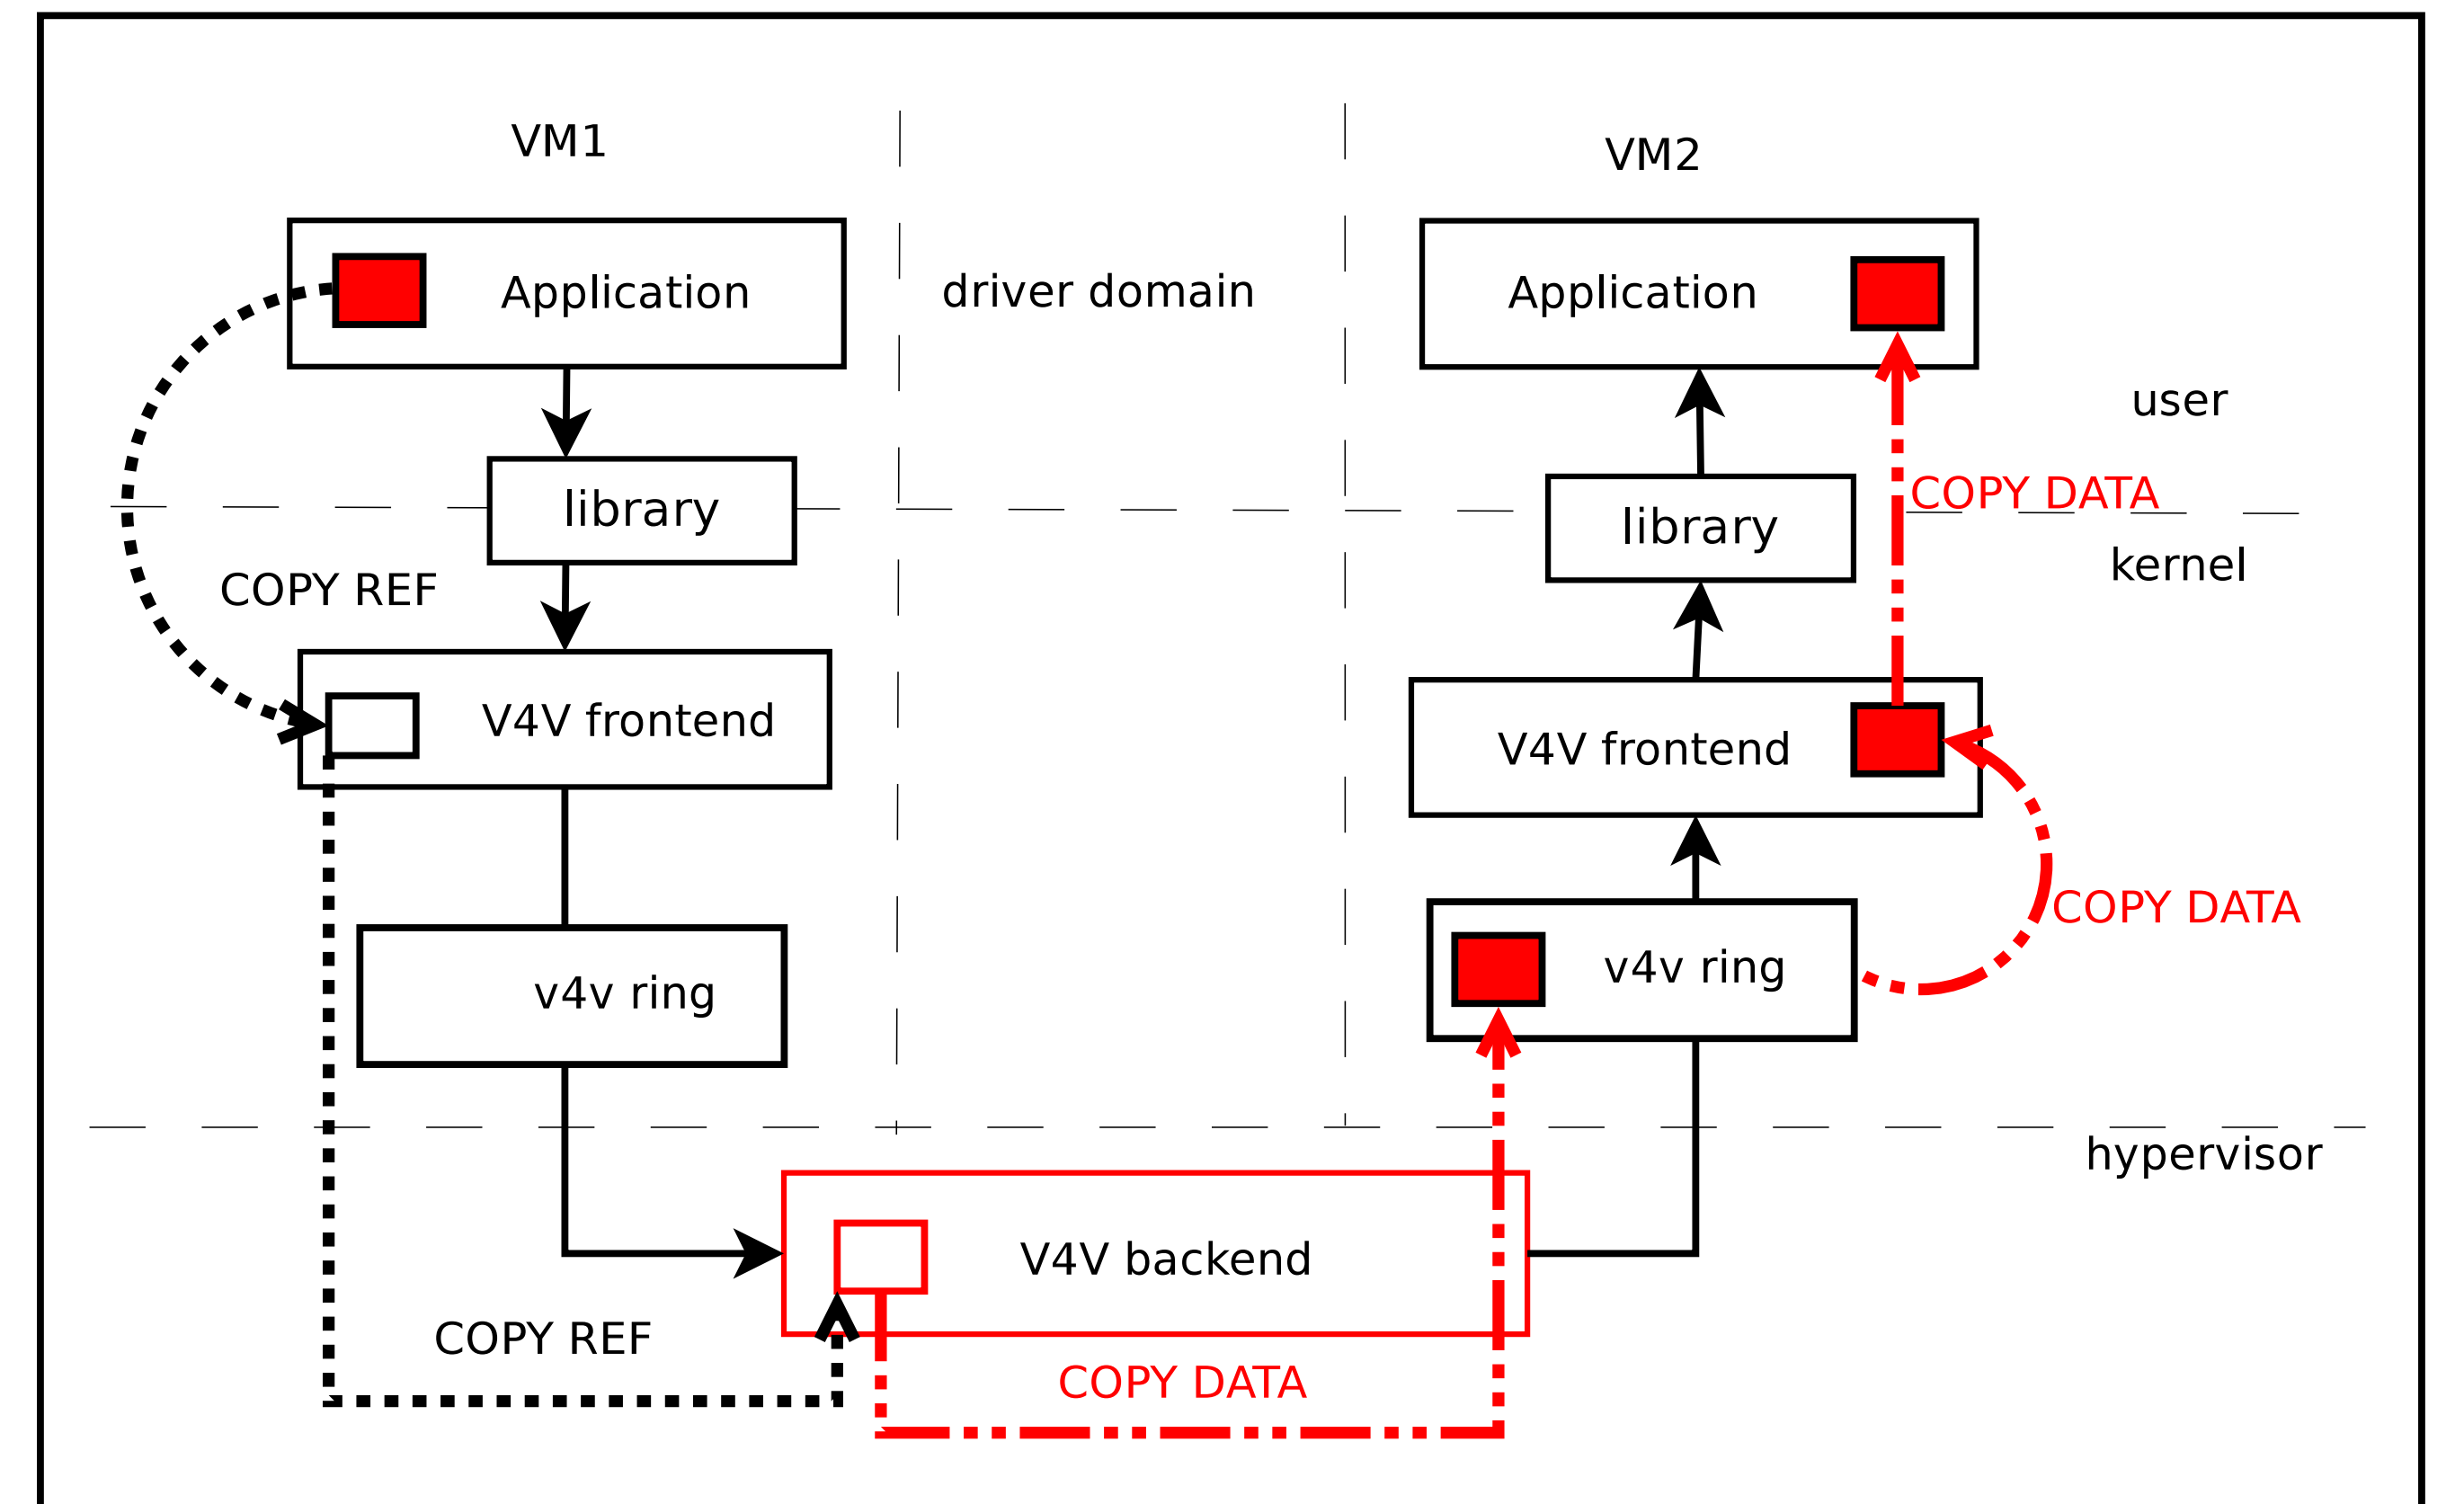 VM1
VM2
Application
driver domain
Application
user
library
COPY DATA
library
kernel
COPY REF
V4V frontend
V4V frontend
COPY DATA
v4v ring
v4v ring
hypervisor
V4V backend
COPY REF
COPY DATA